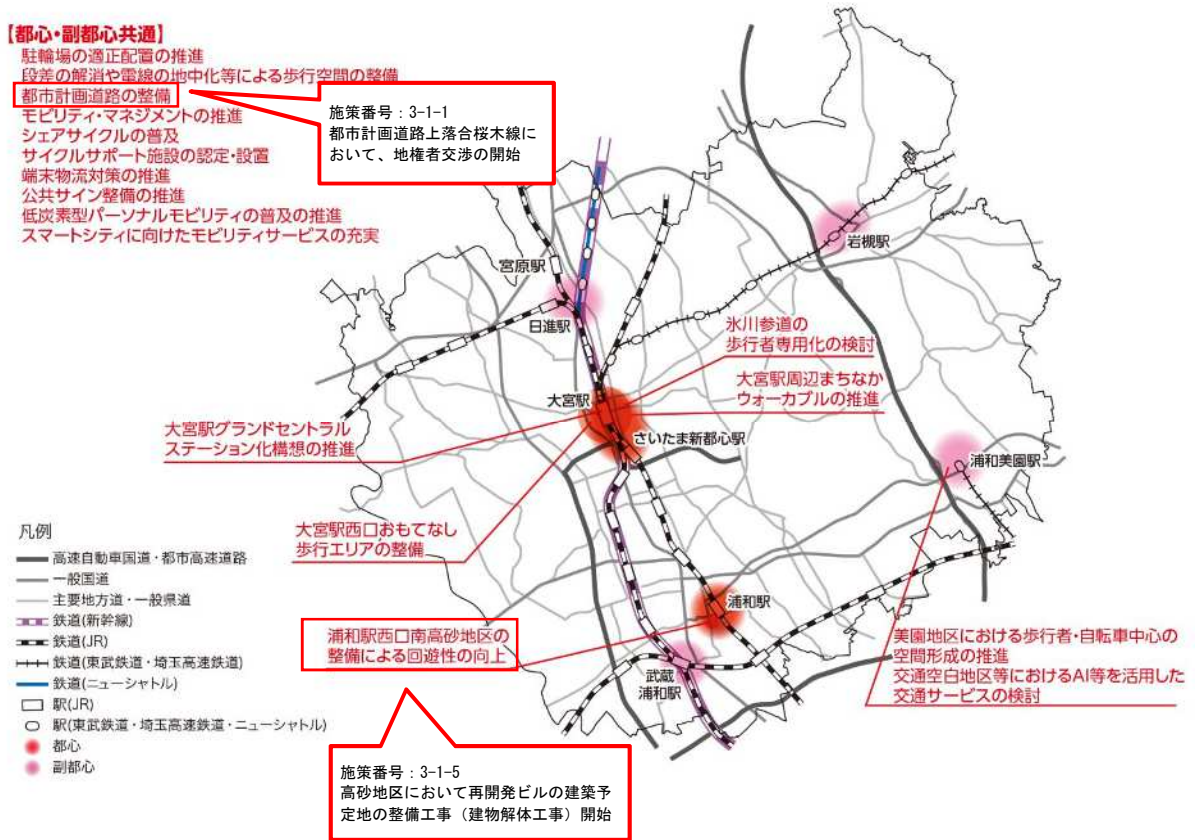 【都心・副都心共通】
駐輪場の適正配置の推進
段差の解消や電線の地中化等による歩行空間の整備
都市計画道路の整備
モビリティ・マネジメントの推進
シェアサイクルの普及
サイクルサポート施設の認定・設置
端末物流対策の推進
公共サイン整備の推進
低炭素型パーソナルモビリティの普及の推進
スマートシティに向けたモビリティサービスの充実
施策番号：3-1-1
都市計画道路上落合桜木線に
おいて、地権者交渉の開始
岩槻駅
宮原駅
日進駅
氷川参道の
歩行者専用化の検討
大宮駅周辺まちなか
ウォーカブルの推進
大宮駅
さいたま新都心駅
大宮駅グランドセントラル
ステーション化構想の推進
浦和美園駅
大宮駅西口おもてなし
歩行エリアの整備
凡例
高速自動車国道・都市高速道路
一般国道
主要地方道・一般県道
鉄道(新幹線)
鉄道(JR)
鉄道(東武鉄道・埼玉高速鉄道)
鉄道(ニューシャトル)
駅(JR)
駅(東武鉄道・埼玉高速鉄道・ニューシャトル)
都心
副都心
浦和駅
浦和駅西口南高砂地区の
整備による回遊性の向上
武蔵
浦和駅
美園地区における歩行者・自転車中心の
空間形成の推進
交通空白地区等におけるAI等を活用した
交通サービスの検討
施策番号：3-1-5
高砂地区において再開発ビルの建築予
定地の整備工事（建物解体工事）開始